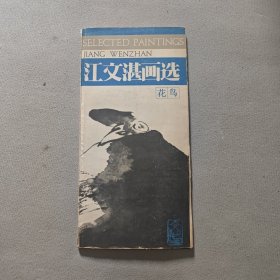 SELECTED PAINTINGS
JIANG WENZHAN
江文湛画选
花鸟